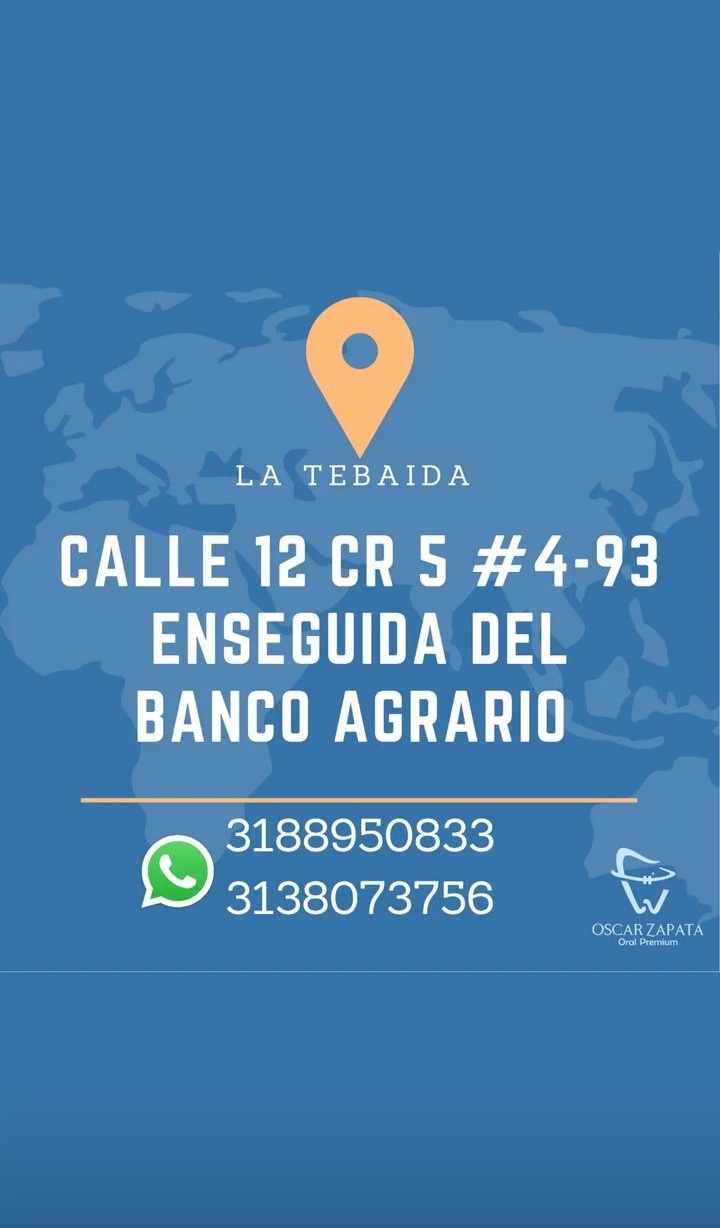 LA TEBAIDA
CALLE 12 CR 5 #4-93
ENSEGUIDA DEL
BANCO AGRARIO
3188950833
3138073756
OSCAR ZAPATA
Oral Premium